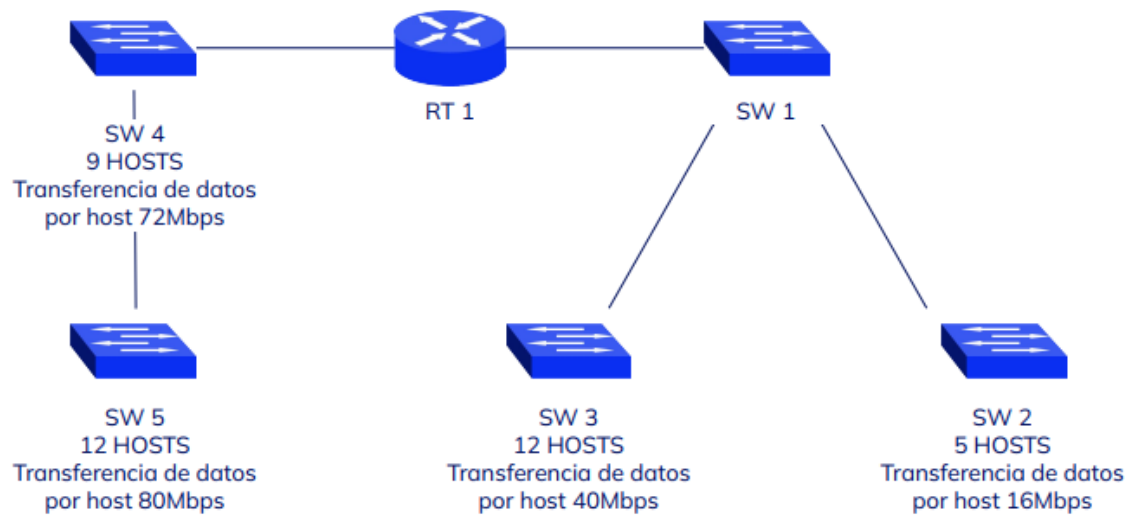 RT 1
SW 1
SW 4
9 HOSTS
Transferencia de datos
por host 72Mbps
SW 5
12 HOSTS
Transferencia de datos
por host 80Mbps
SW 3
12 HOSTS
Transferencia de datos
por host 40Mbps
SW 2
5 HOSTS
Transferencia de datos
por host 16Mbps